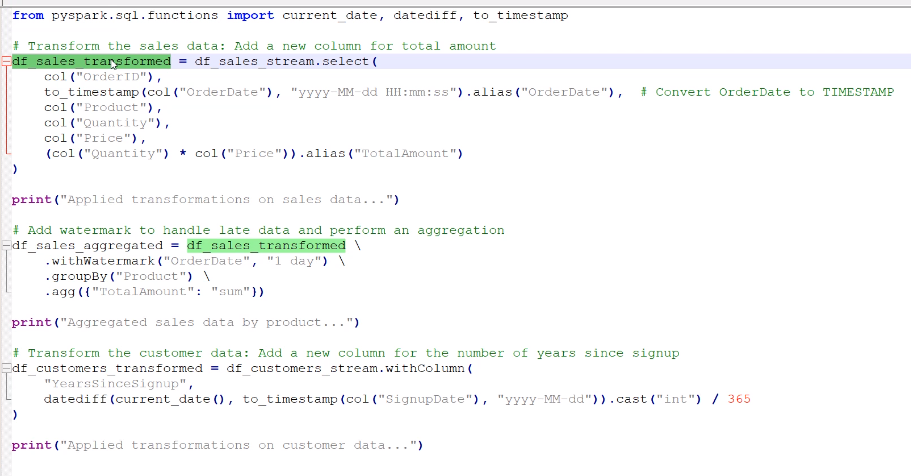 from pyspark.sql.functions import current_date, datediff, to_timestamp
# Transform the sales data: Add a new column for total amount
df_sales_transformed = df_sales_stream.select(
col("OrderID"),
to_timestamp(col("OrderDate"), "yyyy-MM-dd HH:mm:ss").alias("OrderDate"),  # Convert OrderDate to TIMESTAMP
col("Product"),
col("Quantity"),
col("Price"),
(col("Quantity") * col("Price")).alias("TotalAmount")
)
print("Applied transformations on sales data...")
# Add watermark to handle late data and perform an aggregation
df_sales_aggregated = df_sales_transformed \
.withWatermark("OrderDate", "1 day") \
.groupBy("Product") \
.agg({"TotalAmount": "sum"})
print("Aggregated sales data by product...")
# Transform the customer data: Add a new column for the number of years since signup
df_customers_transformed = df_customers_stream.withColumn(
"YearsSinceSignup",
datediff(current_date(), to_timestamp(col("SignupDate"), "yyyy-MM-dd")).cast("int") / 365
)
print("Applied transformations on customer data...")